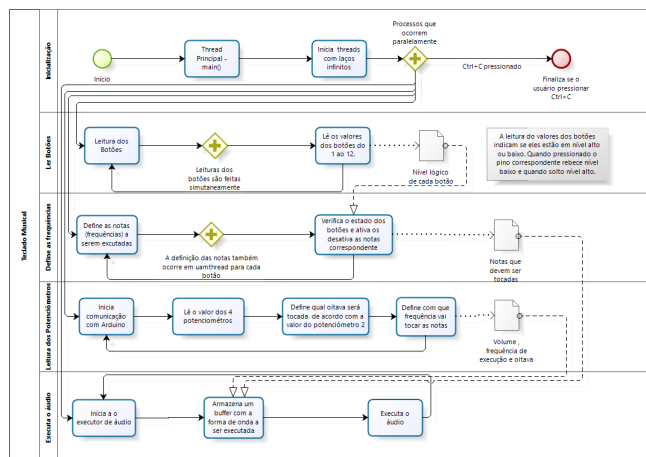 Teclado Musical
Inicialização
Início
Thread
Principal -
main()
Inícia threads
com laços
infinitos
Processos que
ocorrem
paralelamente
Ctrl+C pressionado
Finaliza se o
usuário pressionar
Ctrl+C
Ler Botões
Leitura dos
Botões
Leituras dos
botões são feitas
simutaneamente
Lê os valores
dos botões do
1 ao 12.
Nível lógico
de cada botão
A leitura do valores dos botões
indicam se eles estão em nível alto
ou baixo. Quando pressionado o
pino correspondente rebece nível
baixo e quando solto nível alto.
Define as frequências
Define as notas
(frequências) a
serem excutadas
A definição das notas também
ocorre em uamthread para cada
botão
Verifica o estado dos
botões e ativa os
desativa as notas
correspondente
Notas que
devem ser
tocadas
Leitura dos Potenciômetros
Inicia
comunicação
com Arduino
Lê o valor dos 4
potenciomêtros
Define qual oitava será
tocada de acordo com a
valor do potenciômetro 2
Define com que
frequência vai
tocar as notas
Volume ,
frequência de
execução e oitava
Executa o áudio
Inícia a o
executor de áudio
Armazena um
buffer com a
forma de onda a
ser executada
Executa o
áudio